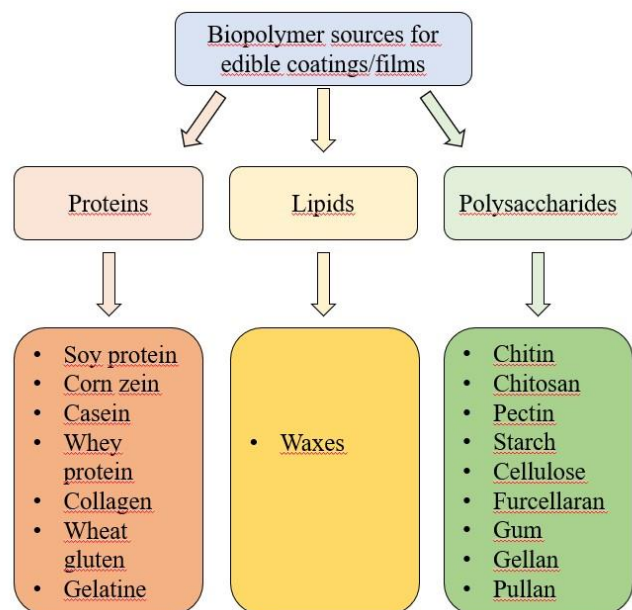 Biopolymer sources for
edible coatings/films
Proteins
Lipids
Polysaccharides
• Soy protein
• Corn zein
• Casein
• Whey
protein
• Collagen
• Wheat
gluten
• Gelatine
• Waxes
• Chitin
• Chitosan
• Pectin
• Starch
• Cellulose
• Furcellaran
• Gum
• Gellan
• Pullan